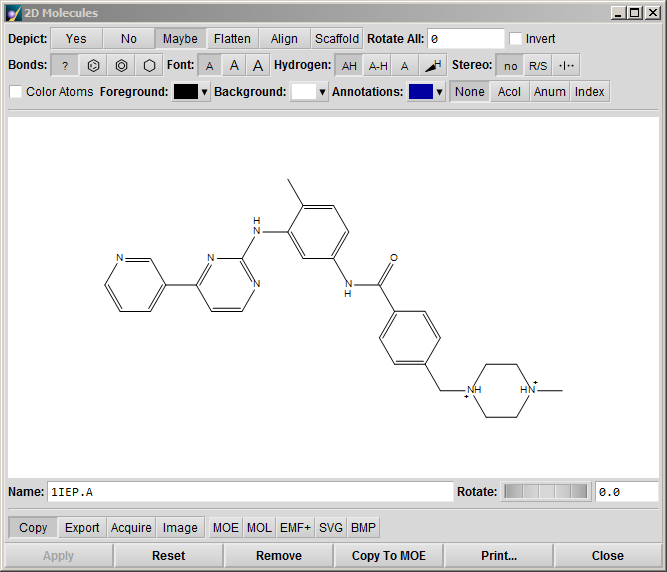 2D Molecules
Depict: Yes No Maybe Flatten Align Scaffold Rotate All: 0 Invert
Bonds: ? Font: A A A Hydrogen: AH A-H A H Stereo: no R/S
Color Atoms Foreground: Background: Annotations: None Acol Anum Index
H
N
O
N N
N N
H
NH+ HN+
Name: 1IEP.A Rotate: 0.0
Copy Export Acquire Image MOE MOL EMF+ SVG BMP
Apply Reset Remove Copy To MOE Print... Close